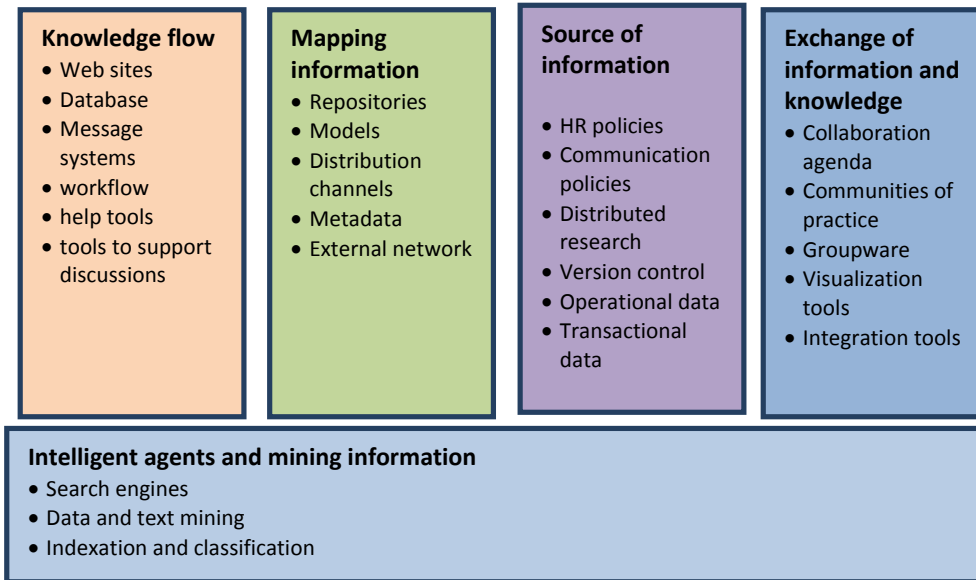 Knowledge flow
• Web sites
• Database
• Message
systems
• workflow
• help tools
• tools to support
discussions
Mapping
information
• Repositories
• Models
• Distribution
channels
• Metadata
• External network
Source of
information
• HR policies
• Communication
policies
• Distributed
research
• Version control
• Operational data
• Transactional
data
Exchange of
information and
knowledge
• Collaboration
agenda
• Communities of
practice
• Groupware
• Visualization
tools
• Integration tools
Intelligent agents and mining information
• Search engines
• Data and text mining
• Indexation and classification